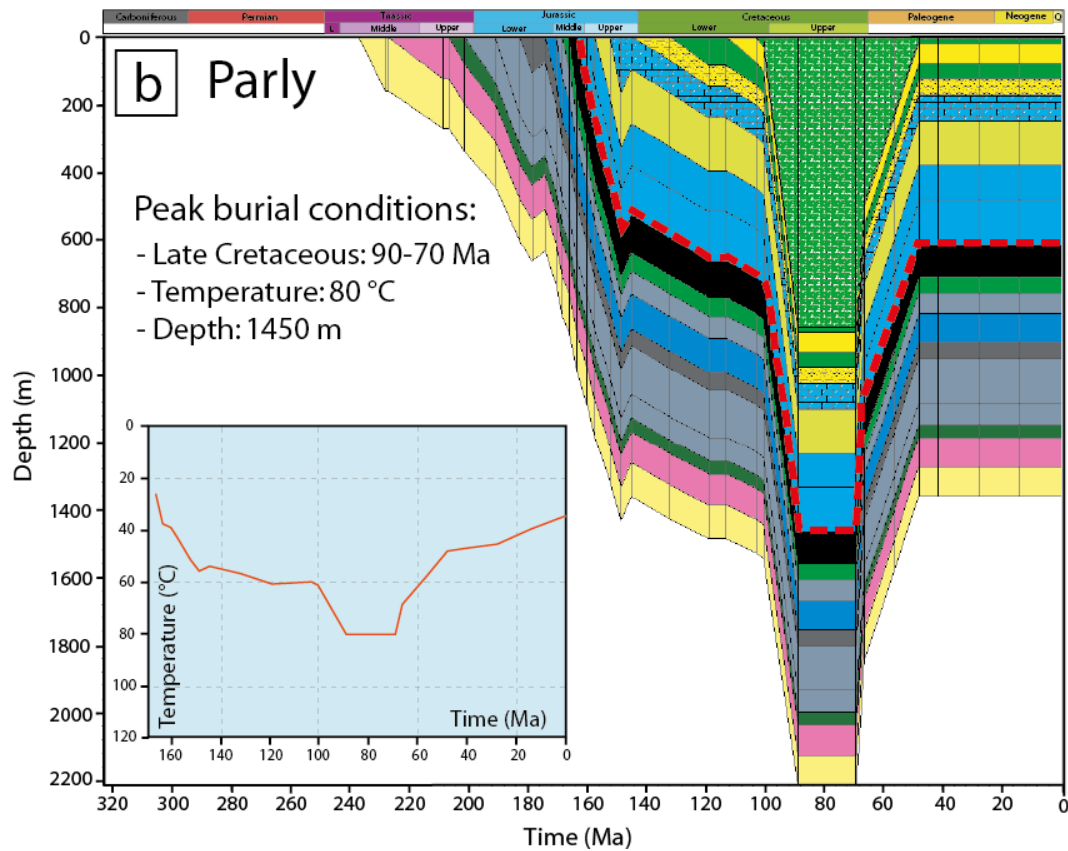 Carboniferous Permian Triassic Jurassic Cretaceous Paleogene Neogene Q
L Middle Upper Lower Middle Upper Lower Upper
b Parly
Peak burial conditions:
- Late Cretaceous: 90-70 Ma
- Temperature: 80 °C
- Depth: 1450 m
Depth (m)
0
200
400
600
800
1000
1200
1400
1600
1800
2000
2200
Temperature (°C)
0
20
40
60
80
100
120
Time (Ma)
160 140 120 100 80 60 40 20 0
323 300 280 260 240 220 200 180 160 140 120 100 80 60 40 20 0
Time (Ma)